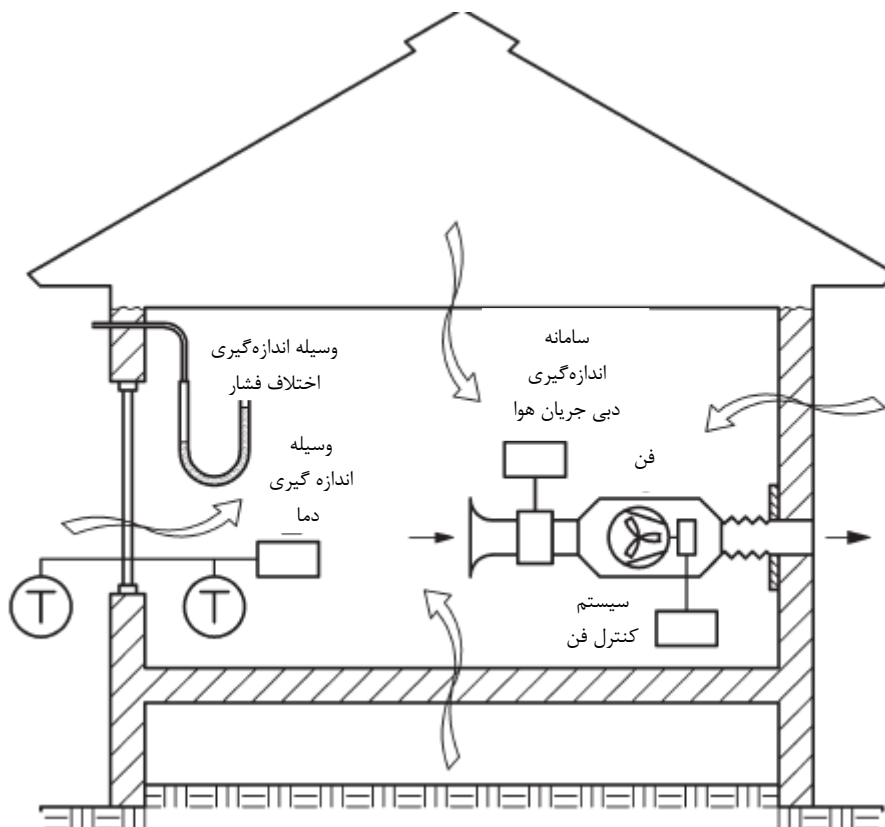 وسیله اندازه‌گیری
اختلاف فشار
سامانه
اندازه‌گیری
دبی جریان هوا
وسیله
اندازه گیری
دما
فن
T
T
سیستم
کنترل فن